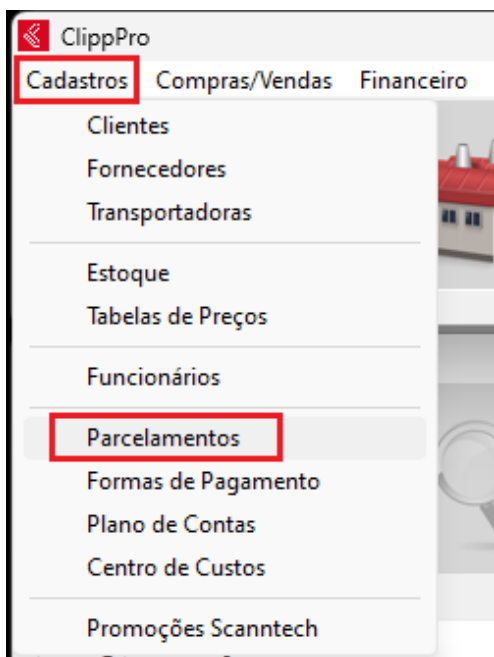 ClippPro
Cadastros Compras/Vendas Financeiro
Clientes
Fornecedores
Transportadoras
Estoque
Tabelas de Preços
Funcionários
Parcelamentos
Formas de Pagamento
Plano de Contas
Centro de Custos
Promoções Scanntech